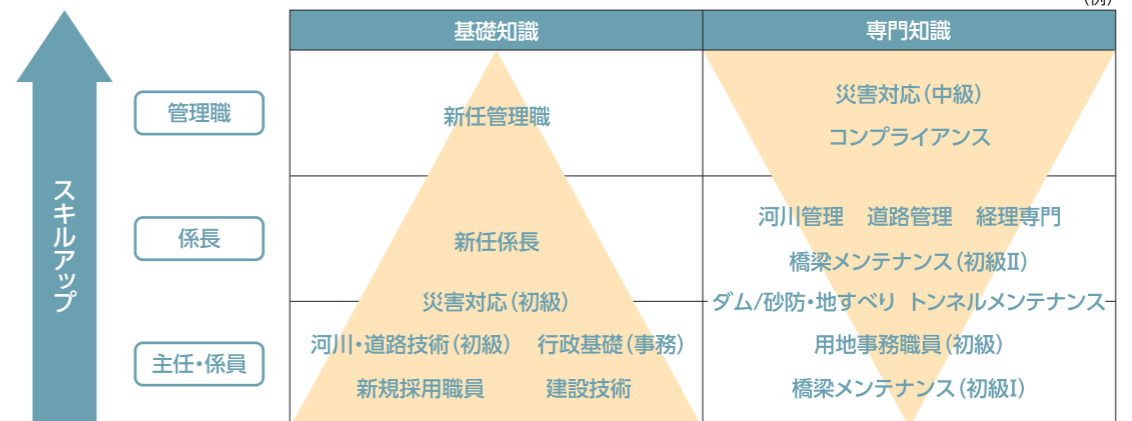 (例)
基礎知識 専門知識
スキルアップ
管理職
新任管理職
災害対応(中級)
コンプライアンス
係長
新任係長
河川管理 道路管理 経理専門
橋梁メンテナンス(初級Ⅱ)
災害対応(初級)
ダム/砂防・地すべり トンネルメンテナンス
主任・係員
河川・道路技術(初級) 行政基礎(事務)
新規採用職員 建設技術
用地事務職員(初級)
橋梁メンテナンス(初級Ⅰ)